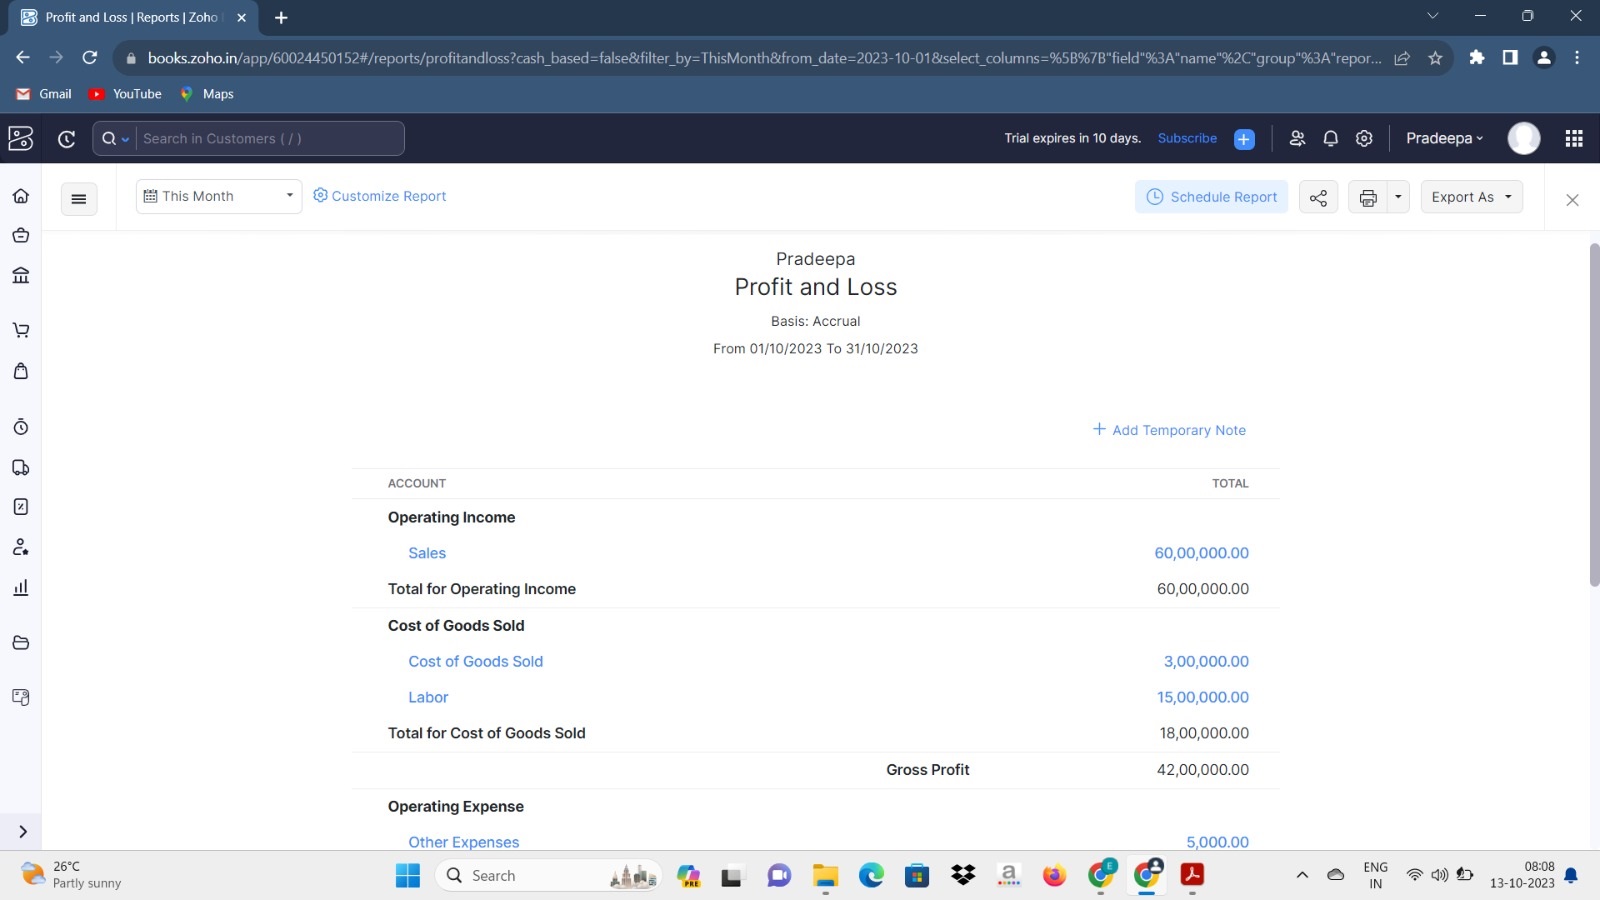 Profit and Loss | Reports | Zoho
books.zoho.in/app/60024450152#/reports/profitandloss?cash_based=false&filter_by=ThisMonth&from_date=2023-10-01&select_columns=%5B%7B"field"%3A"name"%2C"group"%3A"repor...
Gmail YouTube Maps
Search in Customers ( / ) Trial expires in 10 days. Subscribe Pradeepa
This Month Customize Report Schedule Report Export As
Pradeepa
Profit and Loss
Basis: Accrual
From 01/10/2023 To 31/10/2023
+ Add Temporary Note
ACCOUNT TOTAL
Operating Income
Sales 60,00,000.00
Total for Operating Income 60,00,000.00
Cost of Goods Sold
Cost of Goods Sold 3,00,000.00
Labor 15,00,000.00
Total for Cost of Goods Sold 18,00,000.00
Gross Profit 42,00,000.00
Operating Expense
Other Expenses 5,000.00
26°C
Partly sunny
Search
PRE
a
E
ENG
IN
08:08
13-10-2023